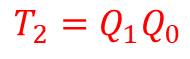 T₂ = Q₁Q₀